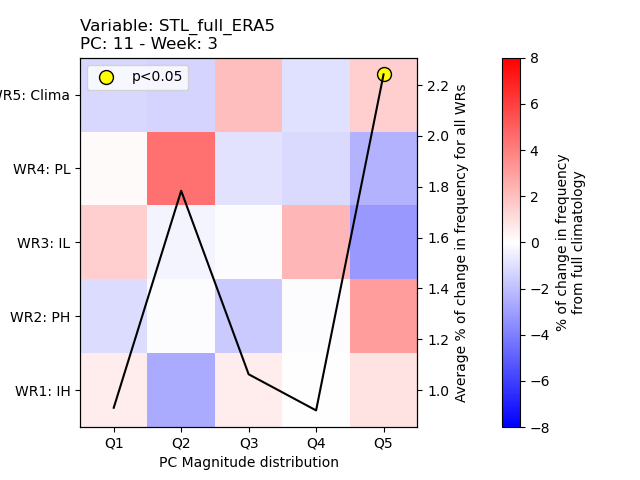 Variable: STL_full_ERA5
PC: 11 - Week: 3
p<0.05
WR5: Clima
WR4: PL
WR3: IL
WR2: PH
WR1: IH
Q1 Q2 Q3 Q4 Q5
PC Magnitude distribution
2.2
2.0
1.8
1.6
1.4
1.2
1.0
Average % of change in frequency for all WRs
8
6
4
2
0
−2
−4
−6
−8
% of change in frequency
from full climatology